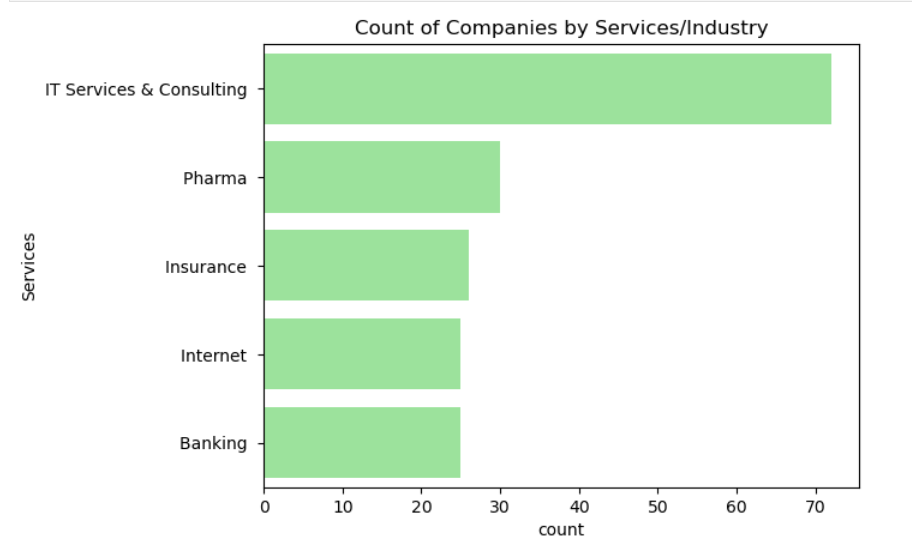 Count of Companies by Services/Industry
IT Services & Consulting
Pharma
Insurance
Internet
Banking
Services
0 10 20 30 40 50 60 70
count